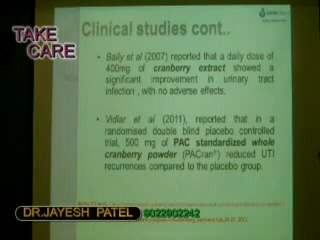 Clinical studies cont..
TAKE
CARE
• Baily et al (2007) reported that a daily dose of
400mg of cranberry extract showed a
significant improvement in urinary tract
infection , with no adverse effects.
• Vidlar et al (2011), reported that in a
randomised double blind placebo controlled
trial, 500 mg of PAC standardized whole
cranberry powder (PACran®) reduced UTI
recurrences compared to the placebo group.
DR.JAYESH PATEL 9022902242